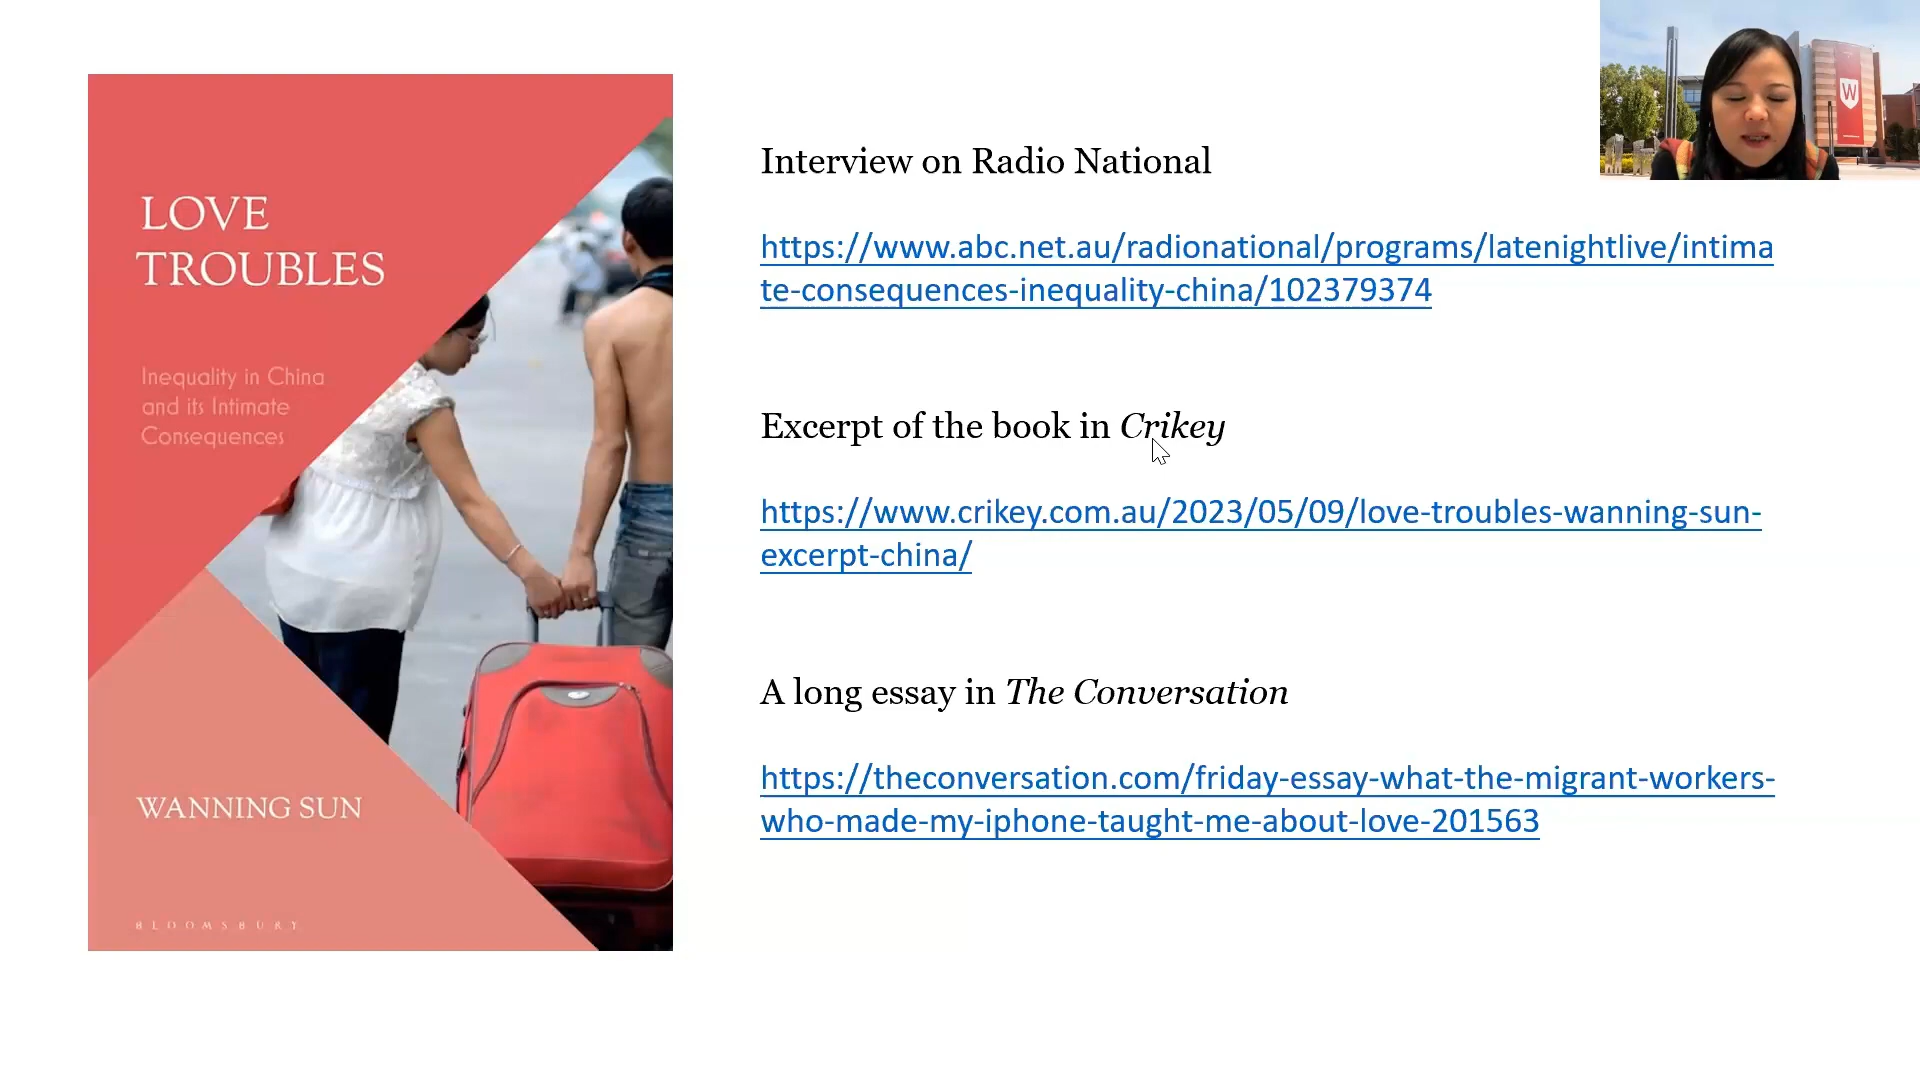 LOVE
TROUBLES
Inequality in China
and its Intimate
Consequences
WANNING SUN
BLOOMSBURY
Interview on Radio National
https://www.abc.net.au/radionational/programs/latenightlive/intima
te-consequences-inequality-china/102379374
Excerpt of the book in Crikey
https://www.crikey.com.au/2023/05/09/love-troubles-wanning-sun-
excerpt-china/
A long essay in The Conversation
https://theconversation.com/friday-essay-what-the-migrant-workers-
who-made-my-iphone-taught-me-about-love-201563
W